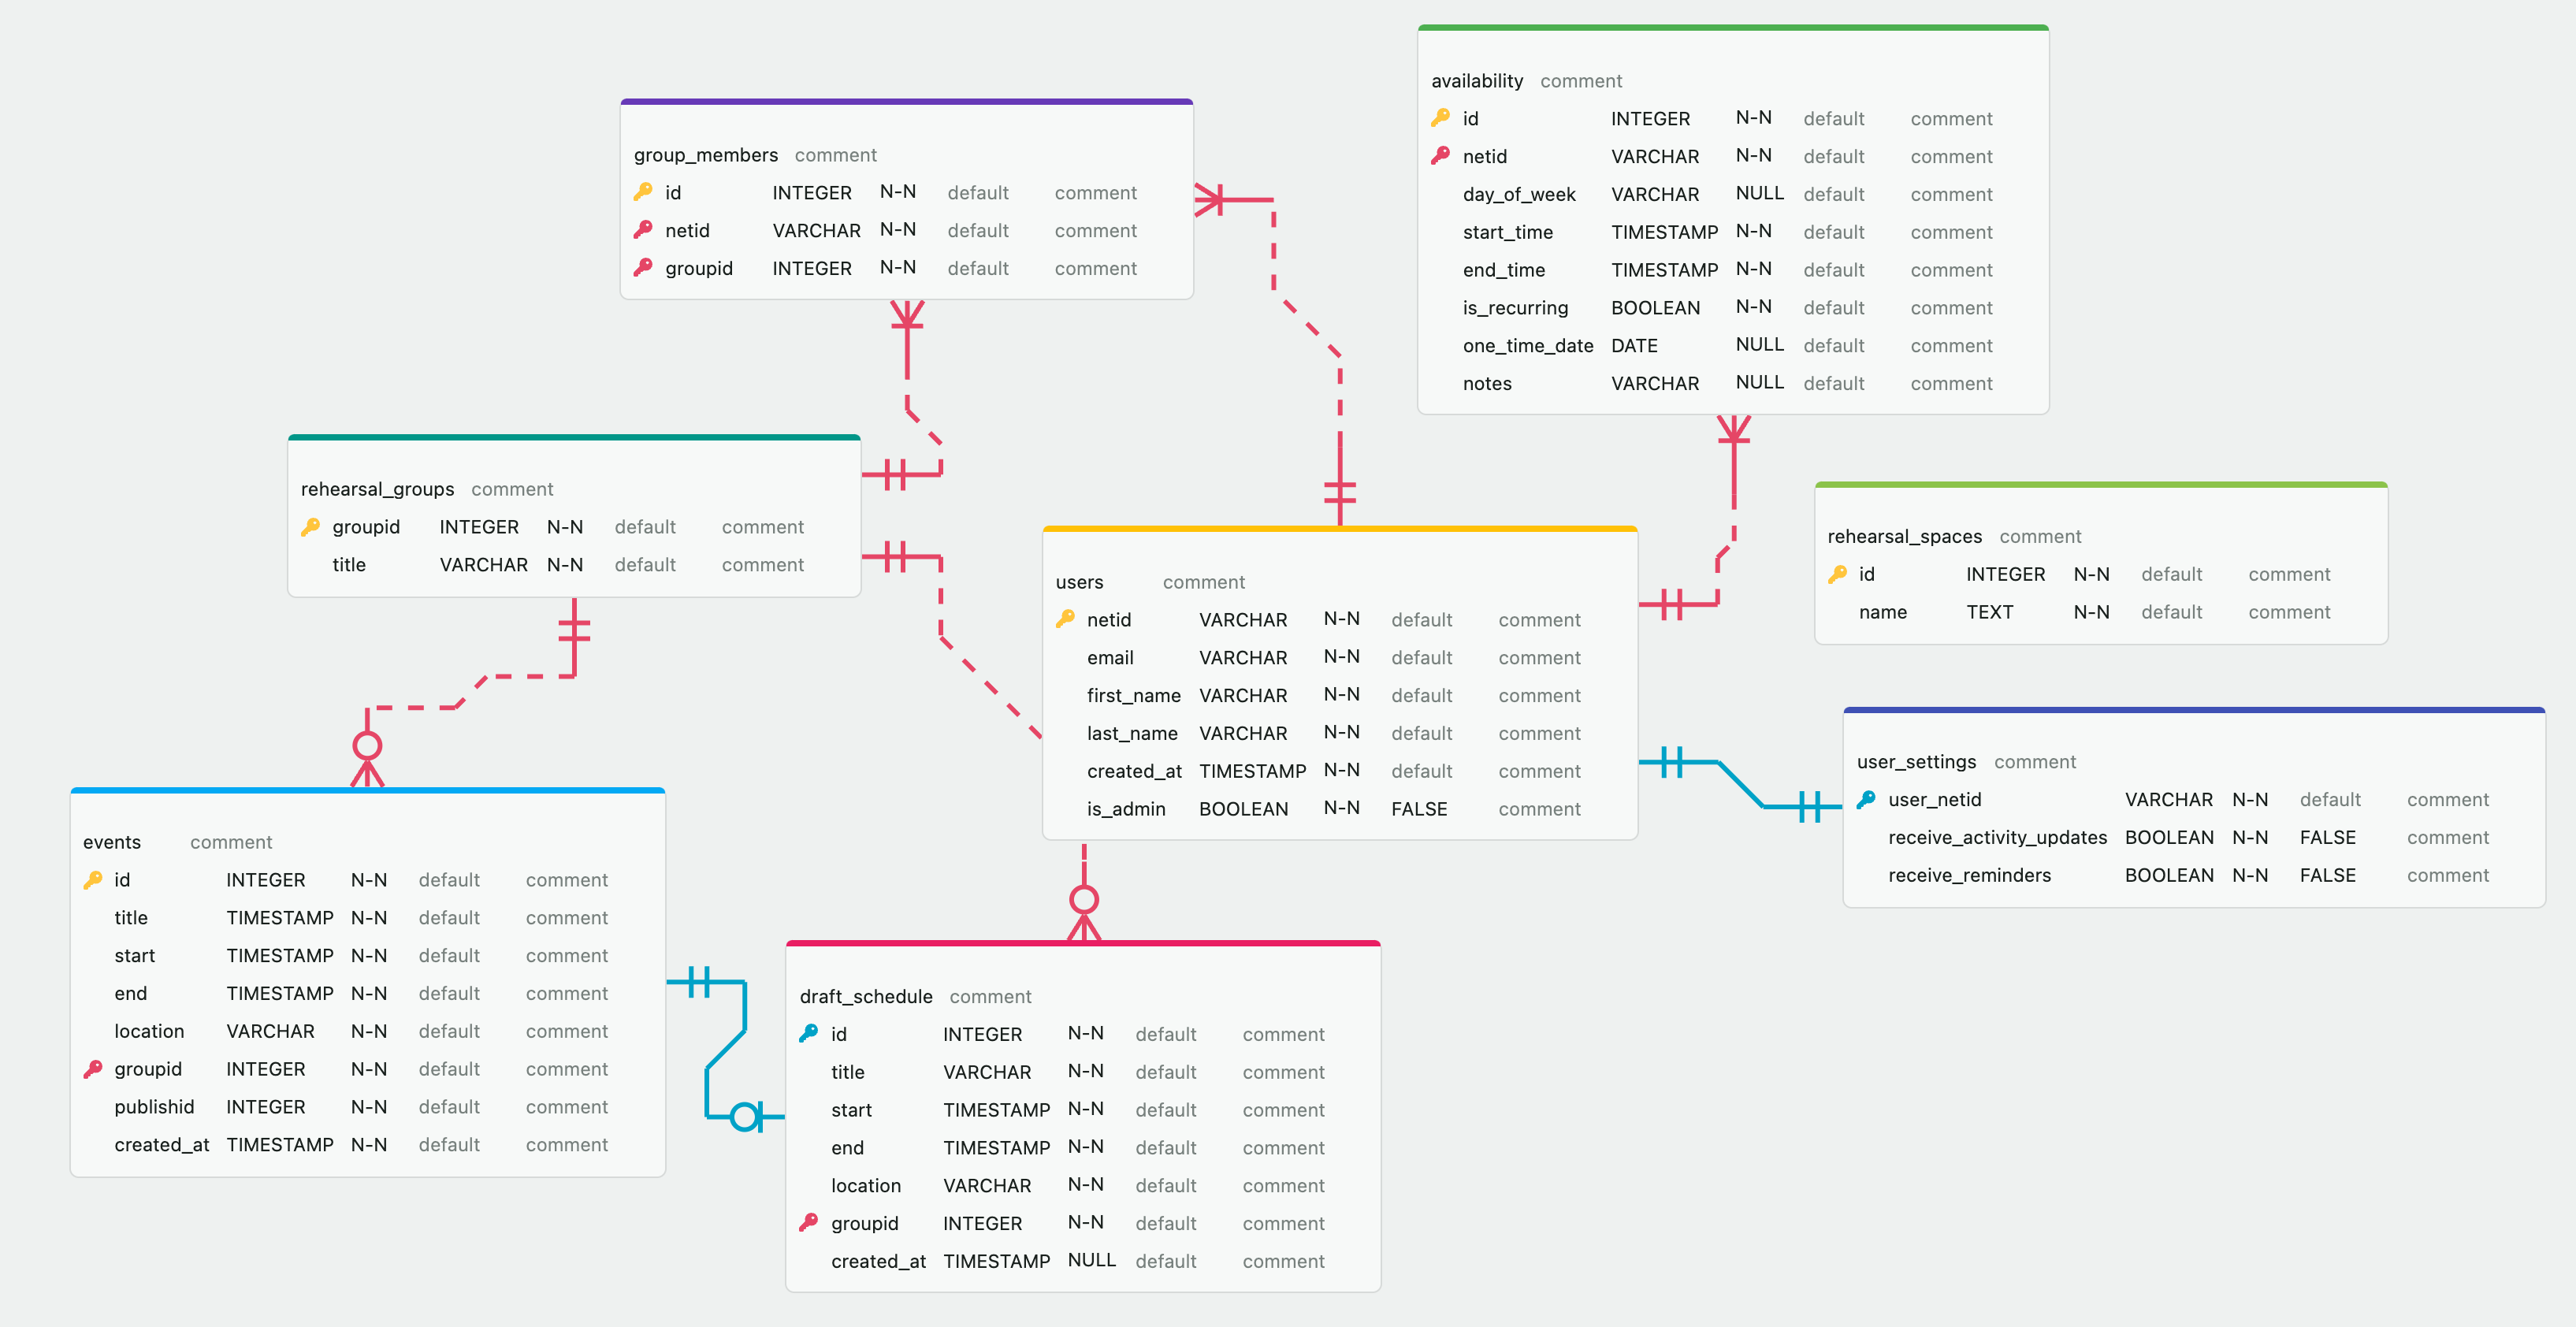 group_members comment
id INTEGER N-N default comment
netid VARCHAR N-N default comment
groupid INTEGER N-N default comment
availability comment
id INTEGER N-N default comment
netid VARCHAR N-N default comment
day_of_week VARCHAR NULL default comment
start_time TIMESTAMP N-N default comment
end_time TIMESTAMP N-N default comment
is_recurring BOOLEAN N-N default comment
one_time_date DATE NULL default comment
notes VARCHAR NULL default comment
rehearsal_groups comment
groupid INTEGER N-N default comment
title VARCHAR N-N default comment
users comment
netid VARCHAR N-N default comment
email VARCHAR N-N default comment
first_name VARCHAR N-N default comment
last_name VARCHAR N-N default comment
created_at TIMESTAMP N-N default comment
is_admin BOOLEAN N-N FALSE comment
rehearsal_spaces comment
id INTEGER N-N default comment
name TEXT N-N default comment
user_settings comment
user_netid VARCHAR N-N default comment
receive_activity_updates BOOLEAN N-N FALSE comment
receive_reminders BOOLEAN N-N FALSE comment
events comment
id INTEGER N-N default comment
title TIMESTAMP N-N default comment
start TIMESTAMP N-N default comment
end TIMESTAMP N-N default comment
location VARCHAR N-N default comment
groupid INTEGER N-N default comment
publishid INTEGER N-N default comment
created_at TIMESTAMP N-N default comment
draft_schedule comment
id INTEGER N-N default comment
title VARCHAR N-N default comment
start TIMESTAMP N-N default comment
end TIMESTAMP N-N default comment
location VARCHAR N-N default comment
groupid INTEGER N-N default comment
created_at TIMESTAMP NULL default comment